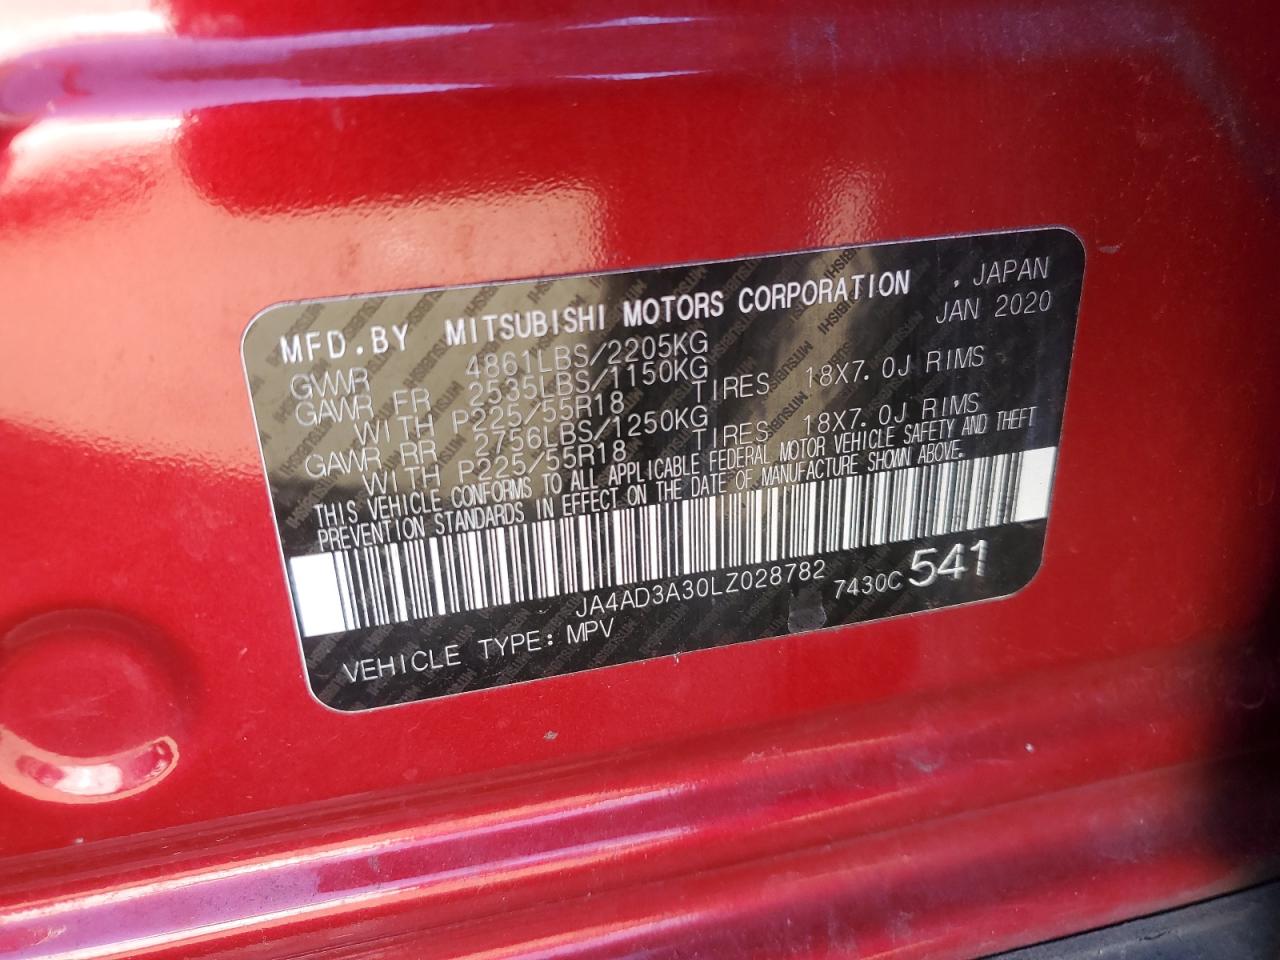 MFD.BY MITSUBISHI MOTORS CORPORATION , JAPAN
JAN 2020
GVWR 4861LBS/2205KG
GAWR FR 2535LBS/1150KG
WITH P225/55R18 TIRES 18X7.0J RIMS
GAWR RR 2756LBS/1250KG
WITH P225/55R18 TIRES 18X7.0J RIMS
THIS VEHICLE CONFORMS TO ALL APPLICABLE FEDERAL MOTOR VEHICLE SAFETY AND THEFT
PREVENTION STANDARDS IN EFFECT ON THE DATE OF MANUFACTURE SHOWN ABOVE.
JA4AD3A30LZ028782 7430C 541
VEHICLE TYPE: MPV